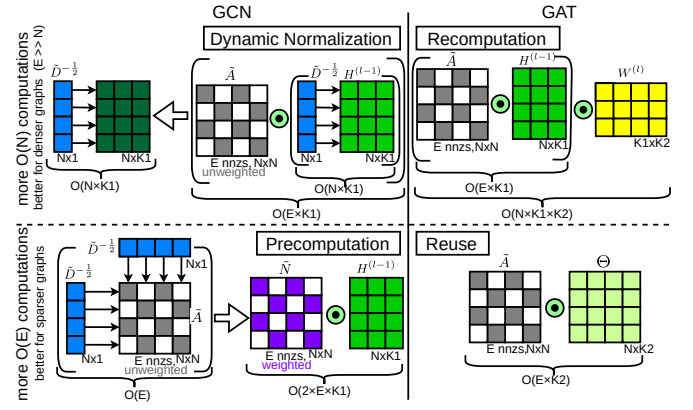 GCN
GAT
more O(N) computations
better for denser graphs (E >> N)
Dynamic Normalization
D̃^{-1/2}
Nx1
NxK1
O(N×K1)
Ã
E nnzs,NxN
unweighted
D̃^{-1/2}
H^{(l−1)}
Nx1
NxK1
O(N×K1)
O(E×K1)
Recomputation
Ã
H^{(l−1)}
W^{(l)}
E nnzs,NxN
NxK1
K1xK2
O(E×K1)
O(N×K1×K2)
more O(E) computations
better for sparser graphs
D̃^{-1/2}
Nx1
D̃^{-1/2}
Nx1
Ã
E nnzs,NxN
unweighted
O(E)
Precomputation
Ñ
H^{(l−1)}
E nnzs,NxN
weighted
NxK1
O(2×E×K1)
Reuse
Ã
Θ
E nnzs,NxN
NxK2
O(E×K2)